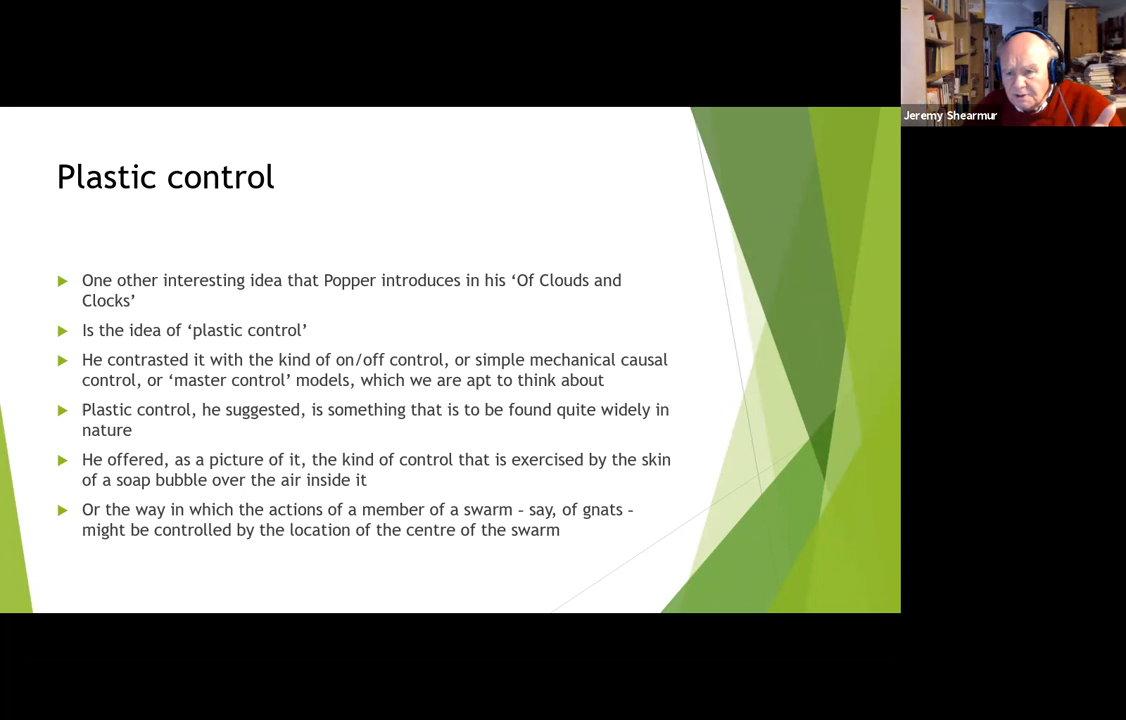 Jeremy Shearmur
Plastic control
One other interesting idea that Popper introduces in his ‘Of Clouds and
Clocks’
Is the idea of ‘plastic control’
He contrasted it with the kind of on/off control, or simple mechanical causal
control, or ‘master control’ models, which we are apt to think about
Plastic control, he suggested, is something that is to be found quite widely in
nature
He offered, as a picture of it, the kind of control that is exercised by the skin
of a soap bubble over the air inside it
Or the way in which the actions of a member of a swarm – say, of gnats –
might be controlled by the location of the centre of the swarm